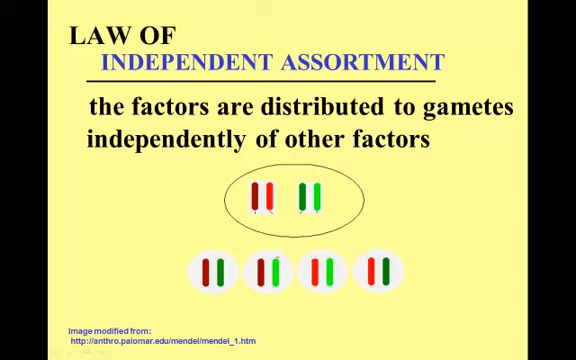 LAW OF
INDEPENDENT ASSORTMENT
the factors are distributed to gametes
independently of other factors
Image modified from:
http://anthro.palomar.edu/mendel/mendel_1.htm